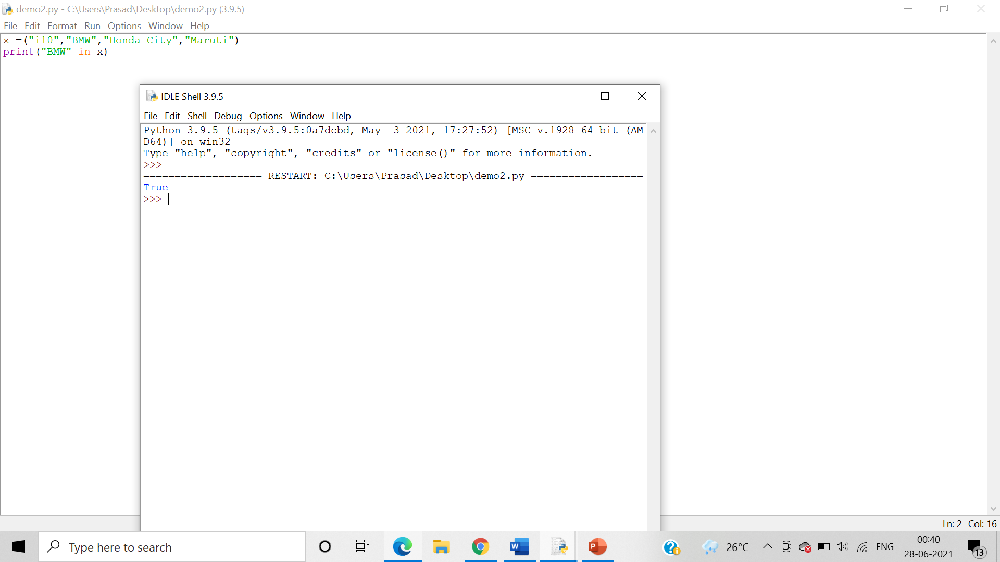 demo2.py - C:\Users\Prasad\Desktop\demo2.py (3.9.5)
File Edit Format Run Options Window Help
x =("i10","BMW","Honda City","Maruti")
print("BMW" in x)
IDLE Shell 3.9.5
File Edit Shell Debug Options Window Help
Python 3.9.5 (tags/v3.9.5:0a7dcbd, May  3 2021, 17:27:52) [MSC v.1928 64 bit (AM
D64)] on win32
Type "help", "copyright", "credits" or "license()" for more information.
>>>
=================== RESTART: C:\Users\Prasad\Desktop\demo2.py ==================
True
>>>
Ln: 2 Col: 16
Type here to search
26°C
ENG
00:40
28-06-2021
13